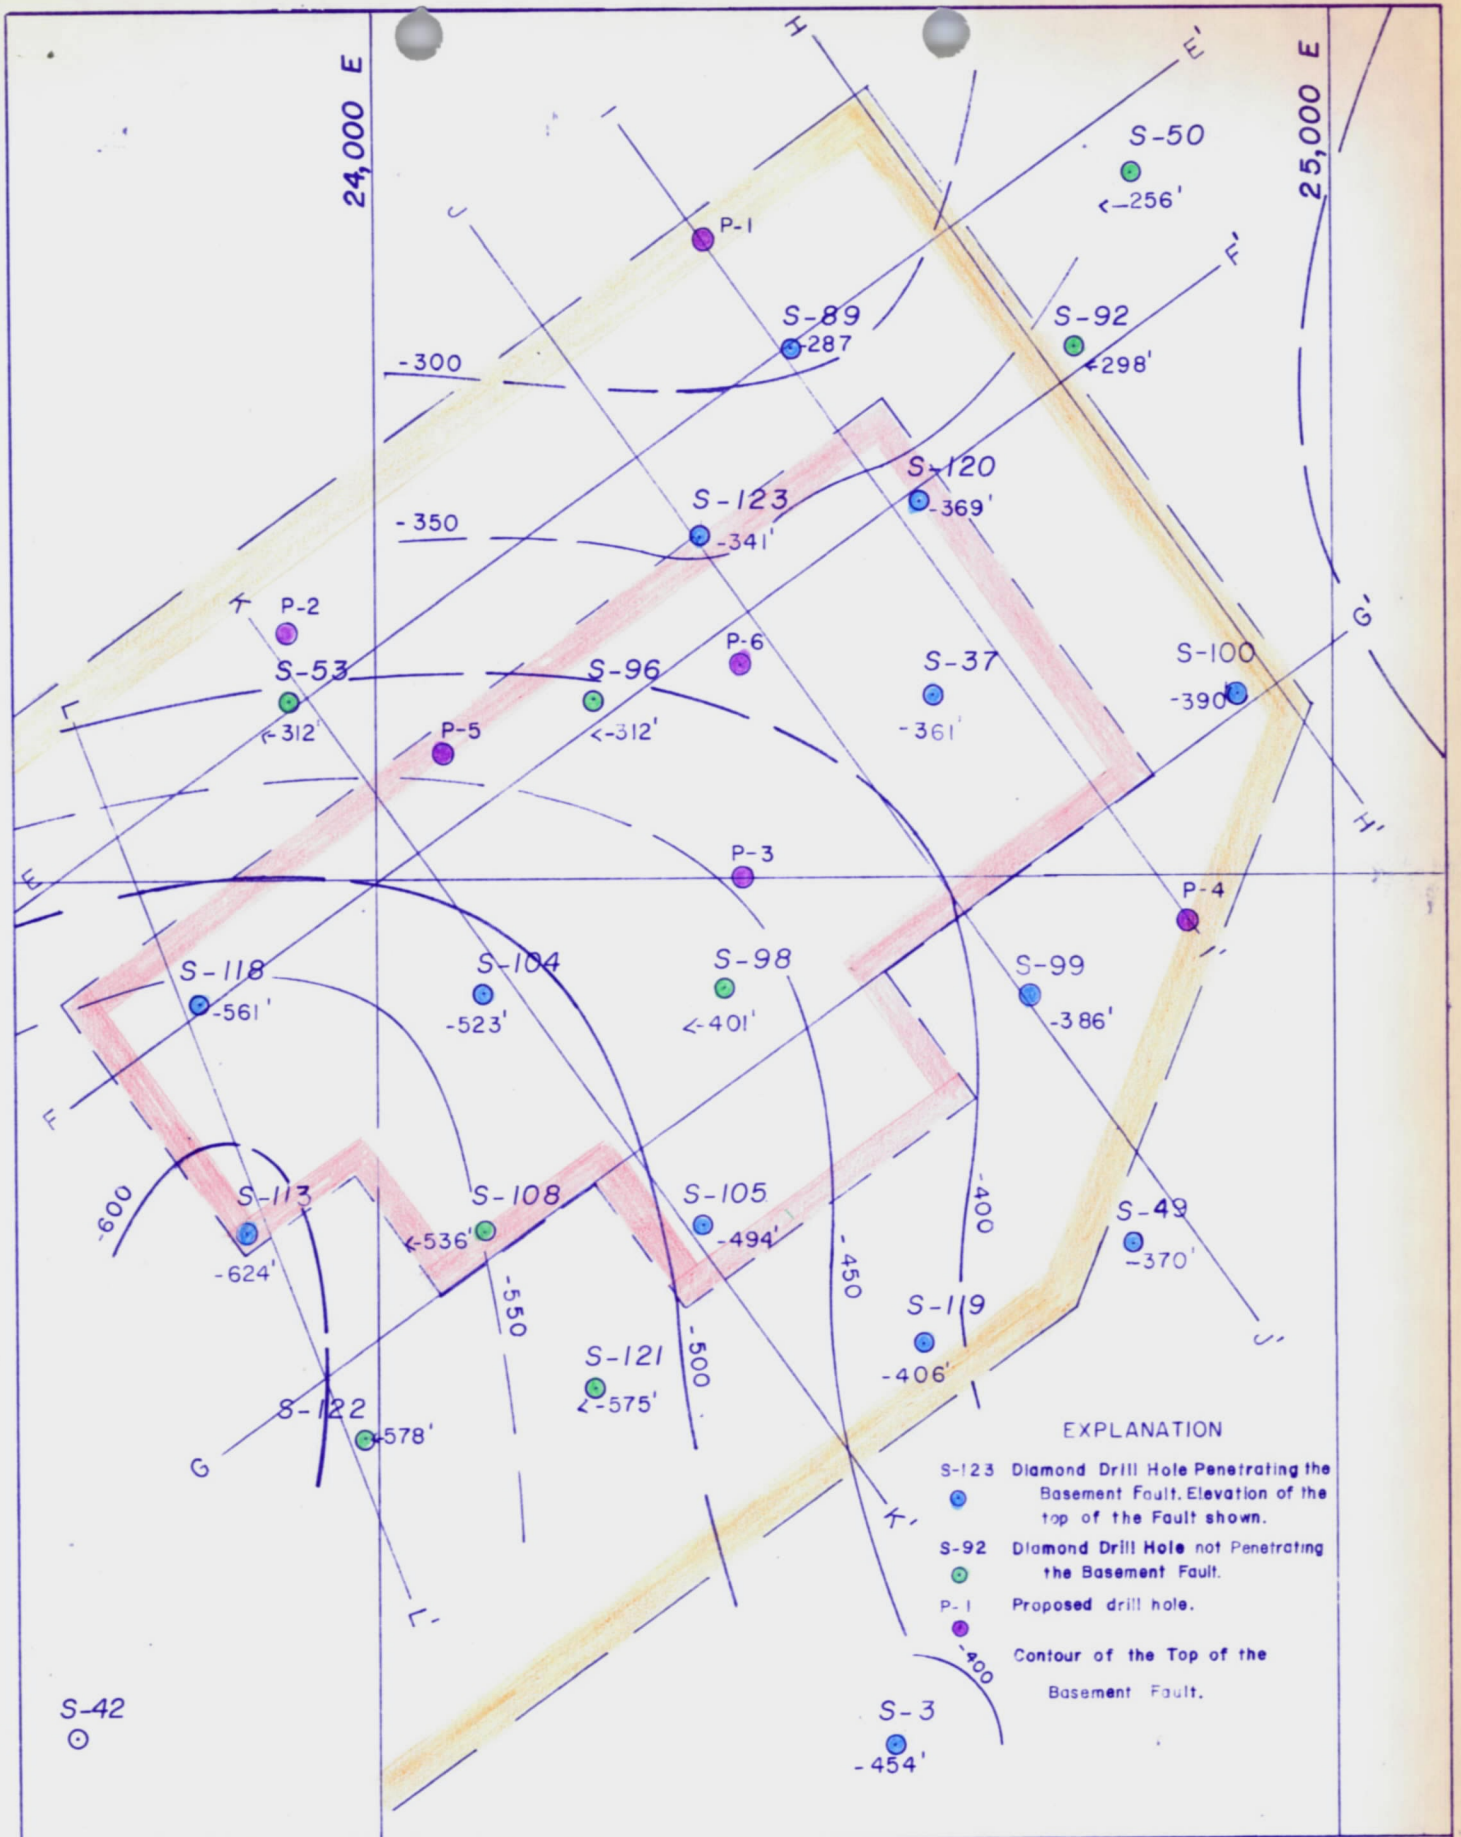 24,000 E
25,000 E
H
E'
I
S-50
<-256'
J
P-1
F'
S-89
-287
S-92
<-298'
-300
S-120
-369'
S-123
-341'
-350
K
P-2
G'
S-53
<-312'
S-96
<-312'
P-6
S-37
-361'
S-100
-390'
L
P-5
H'
E
P-3
P-4
I'
S-118
-561'
S-104
-523'
S-98
<-401'
S-99
-386'
F
-600
S-113
-624'
S-108
<-536'
S-105
-494'
-400
S-49
-370'
-450
-550
-500
S-119
-406'
J'
S-121
<-575'
S-122
<-578'
G
K'
L'
EXPLANATION
S-123 Diamond Drill Hole Penetrating the
Basement Fault. Elevation of the
top of the Fault shown.
S-92 Diamond Drill Hole not Penetrating
the Basement Fault.
P-1 Proposed drill hole.
-400
Contour of the Top of the
Basement Fault.
S-42
S-3
-454'